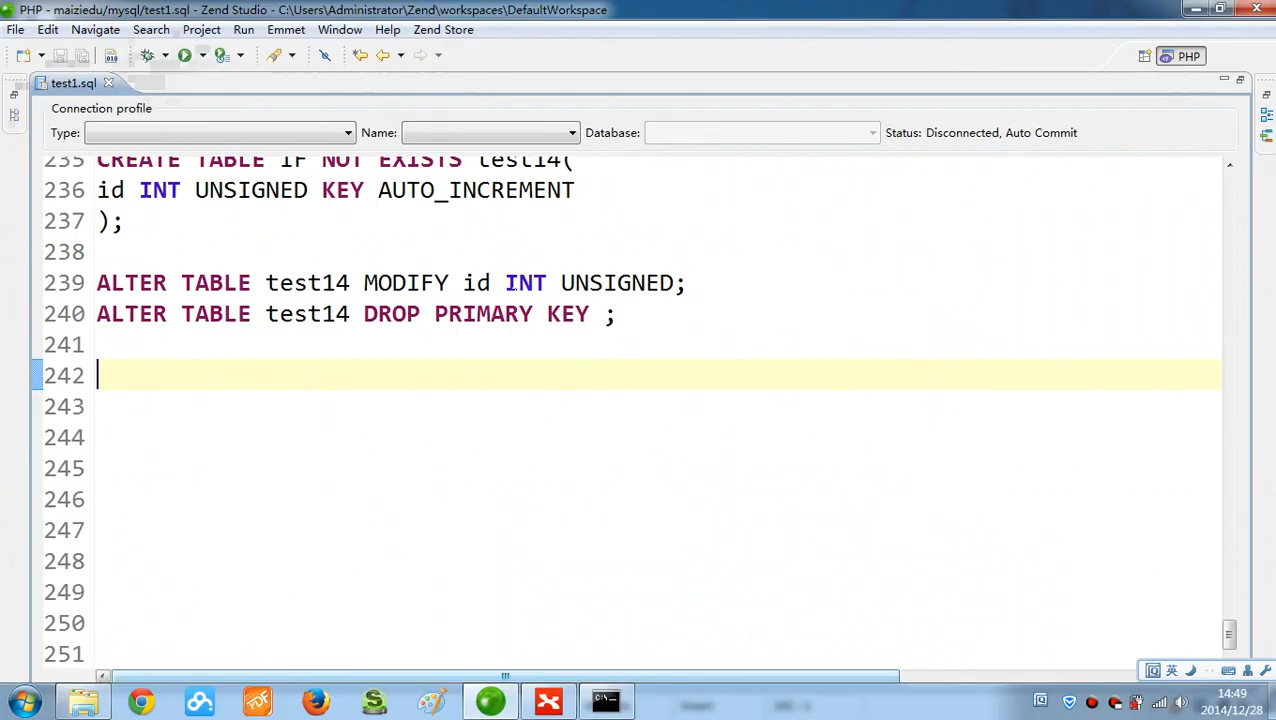 PHP - maiziedu/mysql/test1.sql - Zend Studio - C:\Users\Administrator\Zend\workspaces\DefaultWorkspace
File Edit Navigate Search Project Run Emmet Window Help Zend Store
PHP
test1.sql
Connection profile
Type: Name: Database: Status: Disconnected, Auto Commit
235 CREATE TABLE IF NOT EXISTS test14(
236 id INT UNSIGNED KEY AUTO_INCREMENT
237 );
238
239 ALTER TABLE test14 MODIFY id INT UNSIGNED;
240 ALTER TABLE test14 DROP PRIMARY KEY ;
241
242
243
244
245
246
247
248
249
250
251
英
14:49
2014/12/28